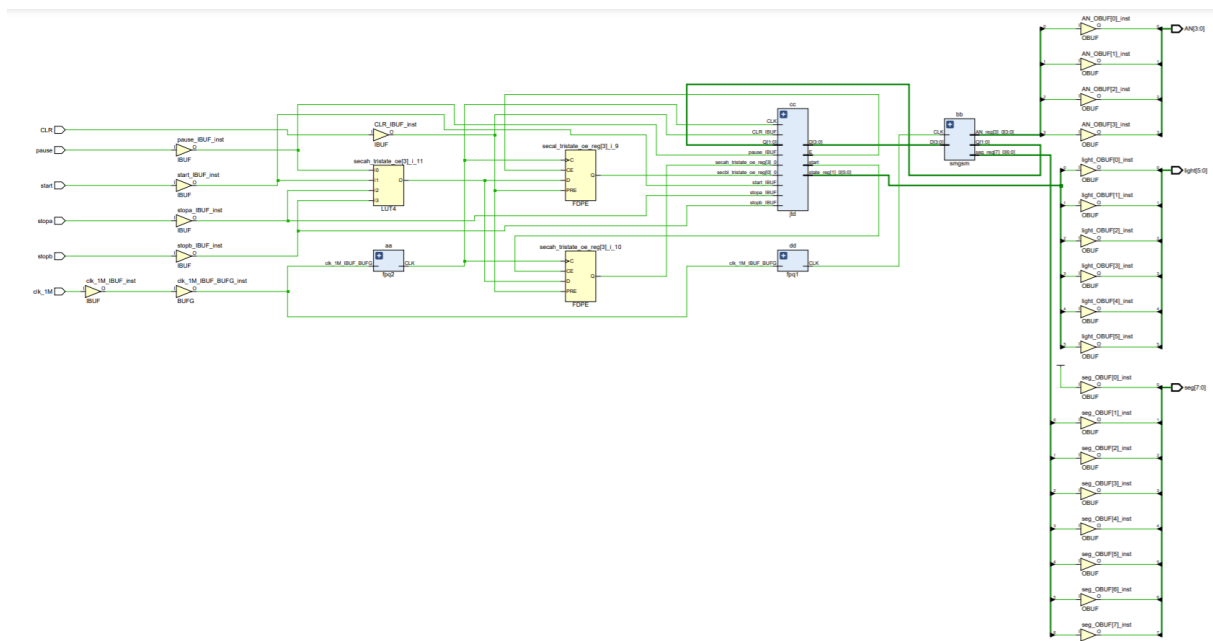 CLR
pause
start
stopa
stopb
clk_1M
clk_1M_IBUF_inst
IBUF
pause_IBUF_inst
IBUF
start_IBUF_inst
IBUF
stopa_IBUF_inst
IBUF
stopb_IBUF_inst
IBUF
clk_1M_IBUF_BUFG_inst
BUFG
CLR_IBUF_inst
IBUF
secah_tristate_oe[3]_i_11
I0
I1
I2
I3
O
LUT4
aa
clk_1M_IBUF_BUFG
CLK
fpq2
secal_tristate_oe_reg[3]_i_9
C
CE
D
PRE
Q
FDPE
secah_tristate_oe_reg[3]_i_10
C
CE
D
PRE
Q
FDPE
cc
CLK
CLR_IBUF
Q[1:0]
pause_IBUF
secah_tristate_oe_reg[3]_0
start_IBUF
stopa_IBUF
stopb_IBUF
D[3:0]
E
start
state_reg[1]_0[5:0]
jtd
dd
clk_1M_IBUF_BUFG
CLK
fpq1
bb
CLK
D[3:0]
AN_reg[3]_0[3:0]
Q[1:0]
seg_reg[7]_0[6:0]
smgsm
AN_OBUF[0]_inst
OBUF
AN_OBUF[1]_inst
OBUF
AN_OBUF[2]_inst
OBUF
AN_OBUF[3]_inst
OBUF
light_OBUF[0]_inst
OBUF
light_OBUF[1]_inst
OBUF
light_OBUF[2]_inst
OBUF
light_OBUF[3]_inst
OBUF
light_OBUF[4]_inst
OBUF
light_OBUF[5]_inst
OBUF
seg_OBUF[0]_inst
OBUF
seg_OBUF[1]_inst
OBUF
seg_OBUF[2]_inst
OBUF
seg_OBUF[3]_inst
OBUF
seg_OBUF[4]_inst
OBUF
seg_OBUF[5]_inst
OBUF
seg_OBUF[6]_inst
OBUF
seg_OBUF[7]_inst
OBUF
AN[3:0]
light[5:0]
seg[7:0]